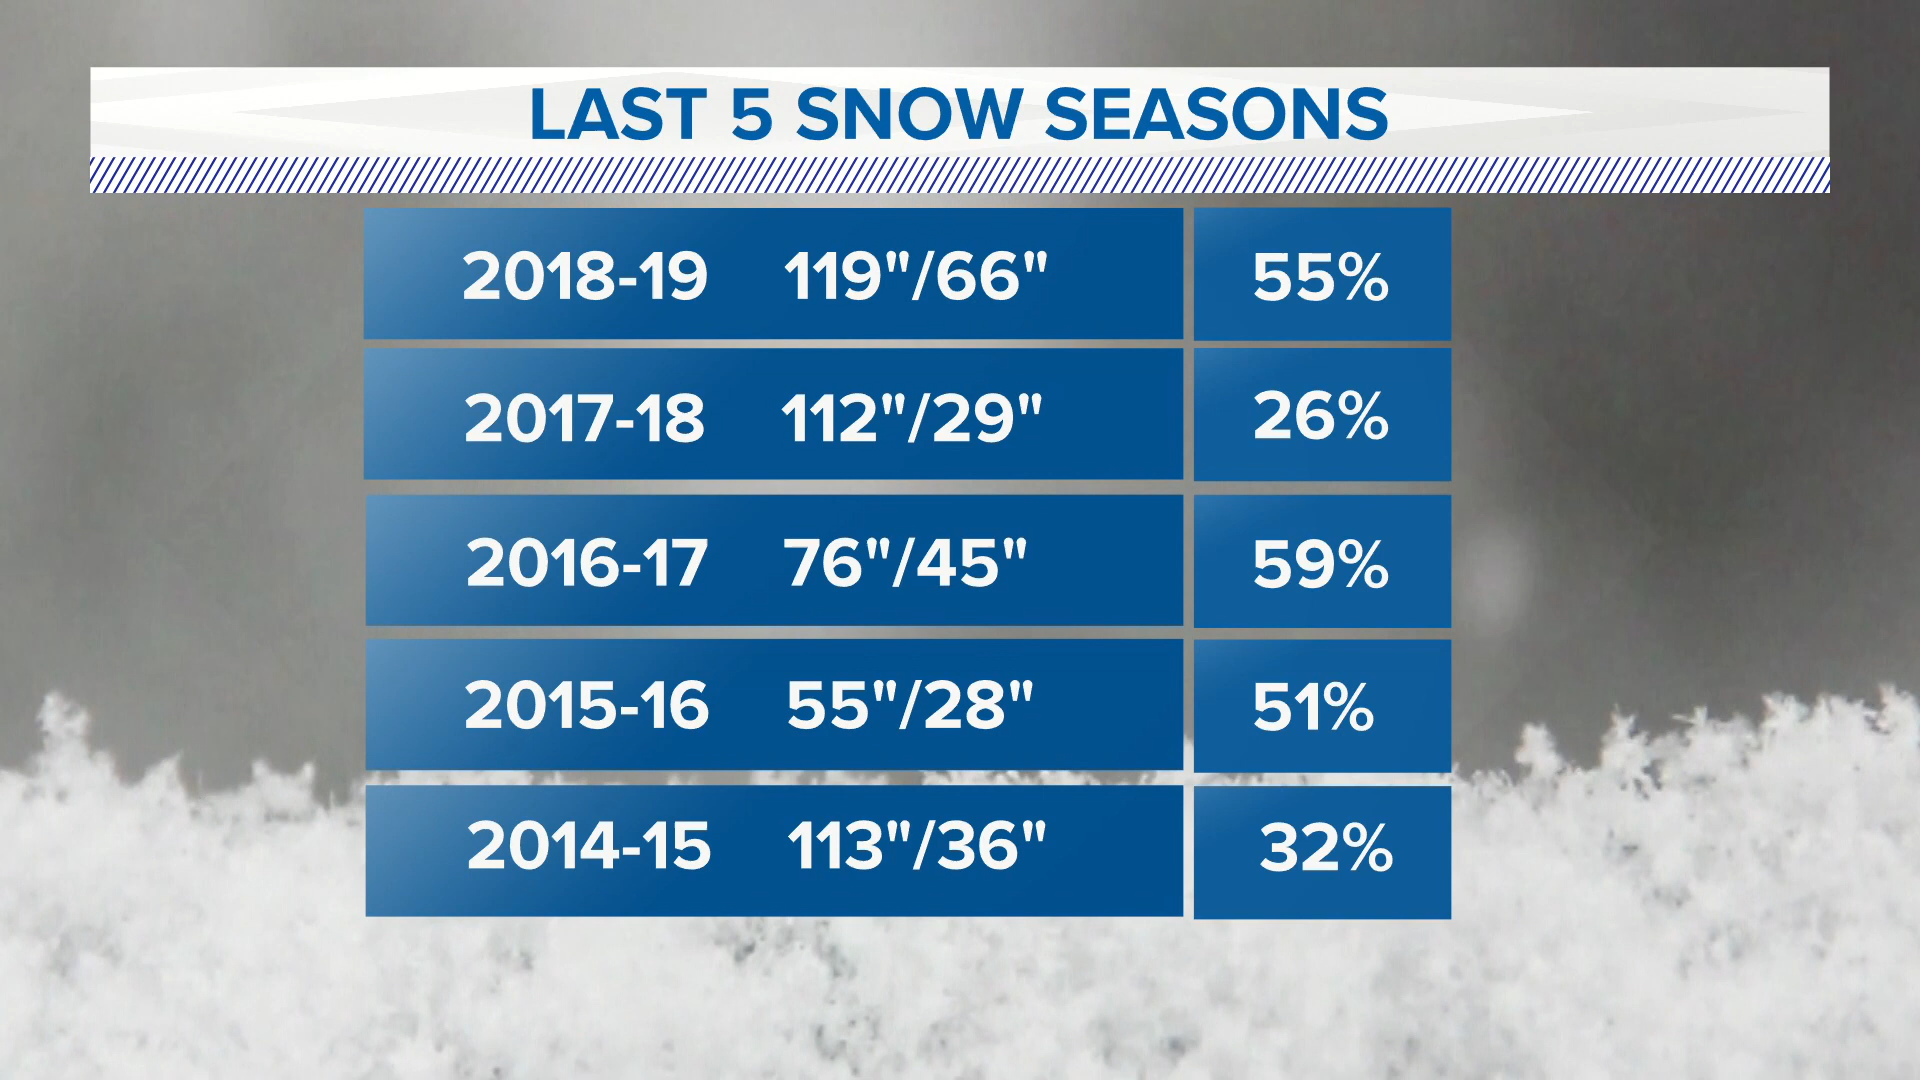 LAST 5 SNOW SEASONS
2018-19 119"/66" 55%
2017-18 112"/29" 26%
2016-17 76"/45" 59%
2015-16 55"/28" 51%
2014-15 113"/36" 32%